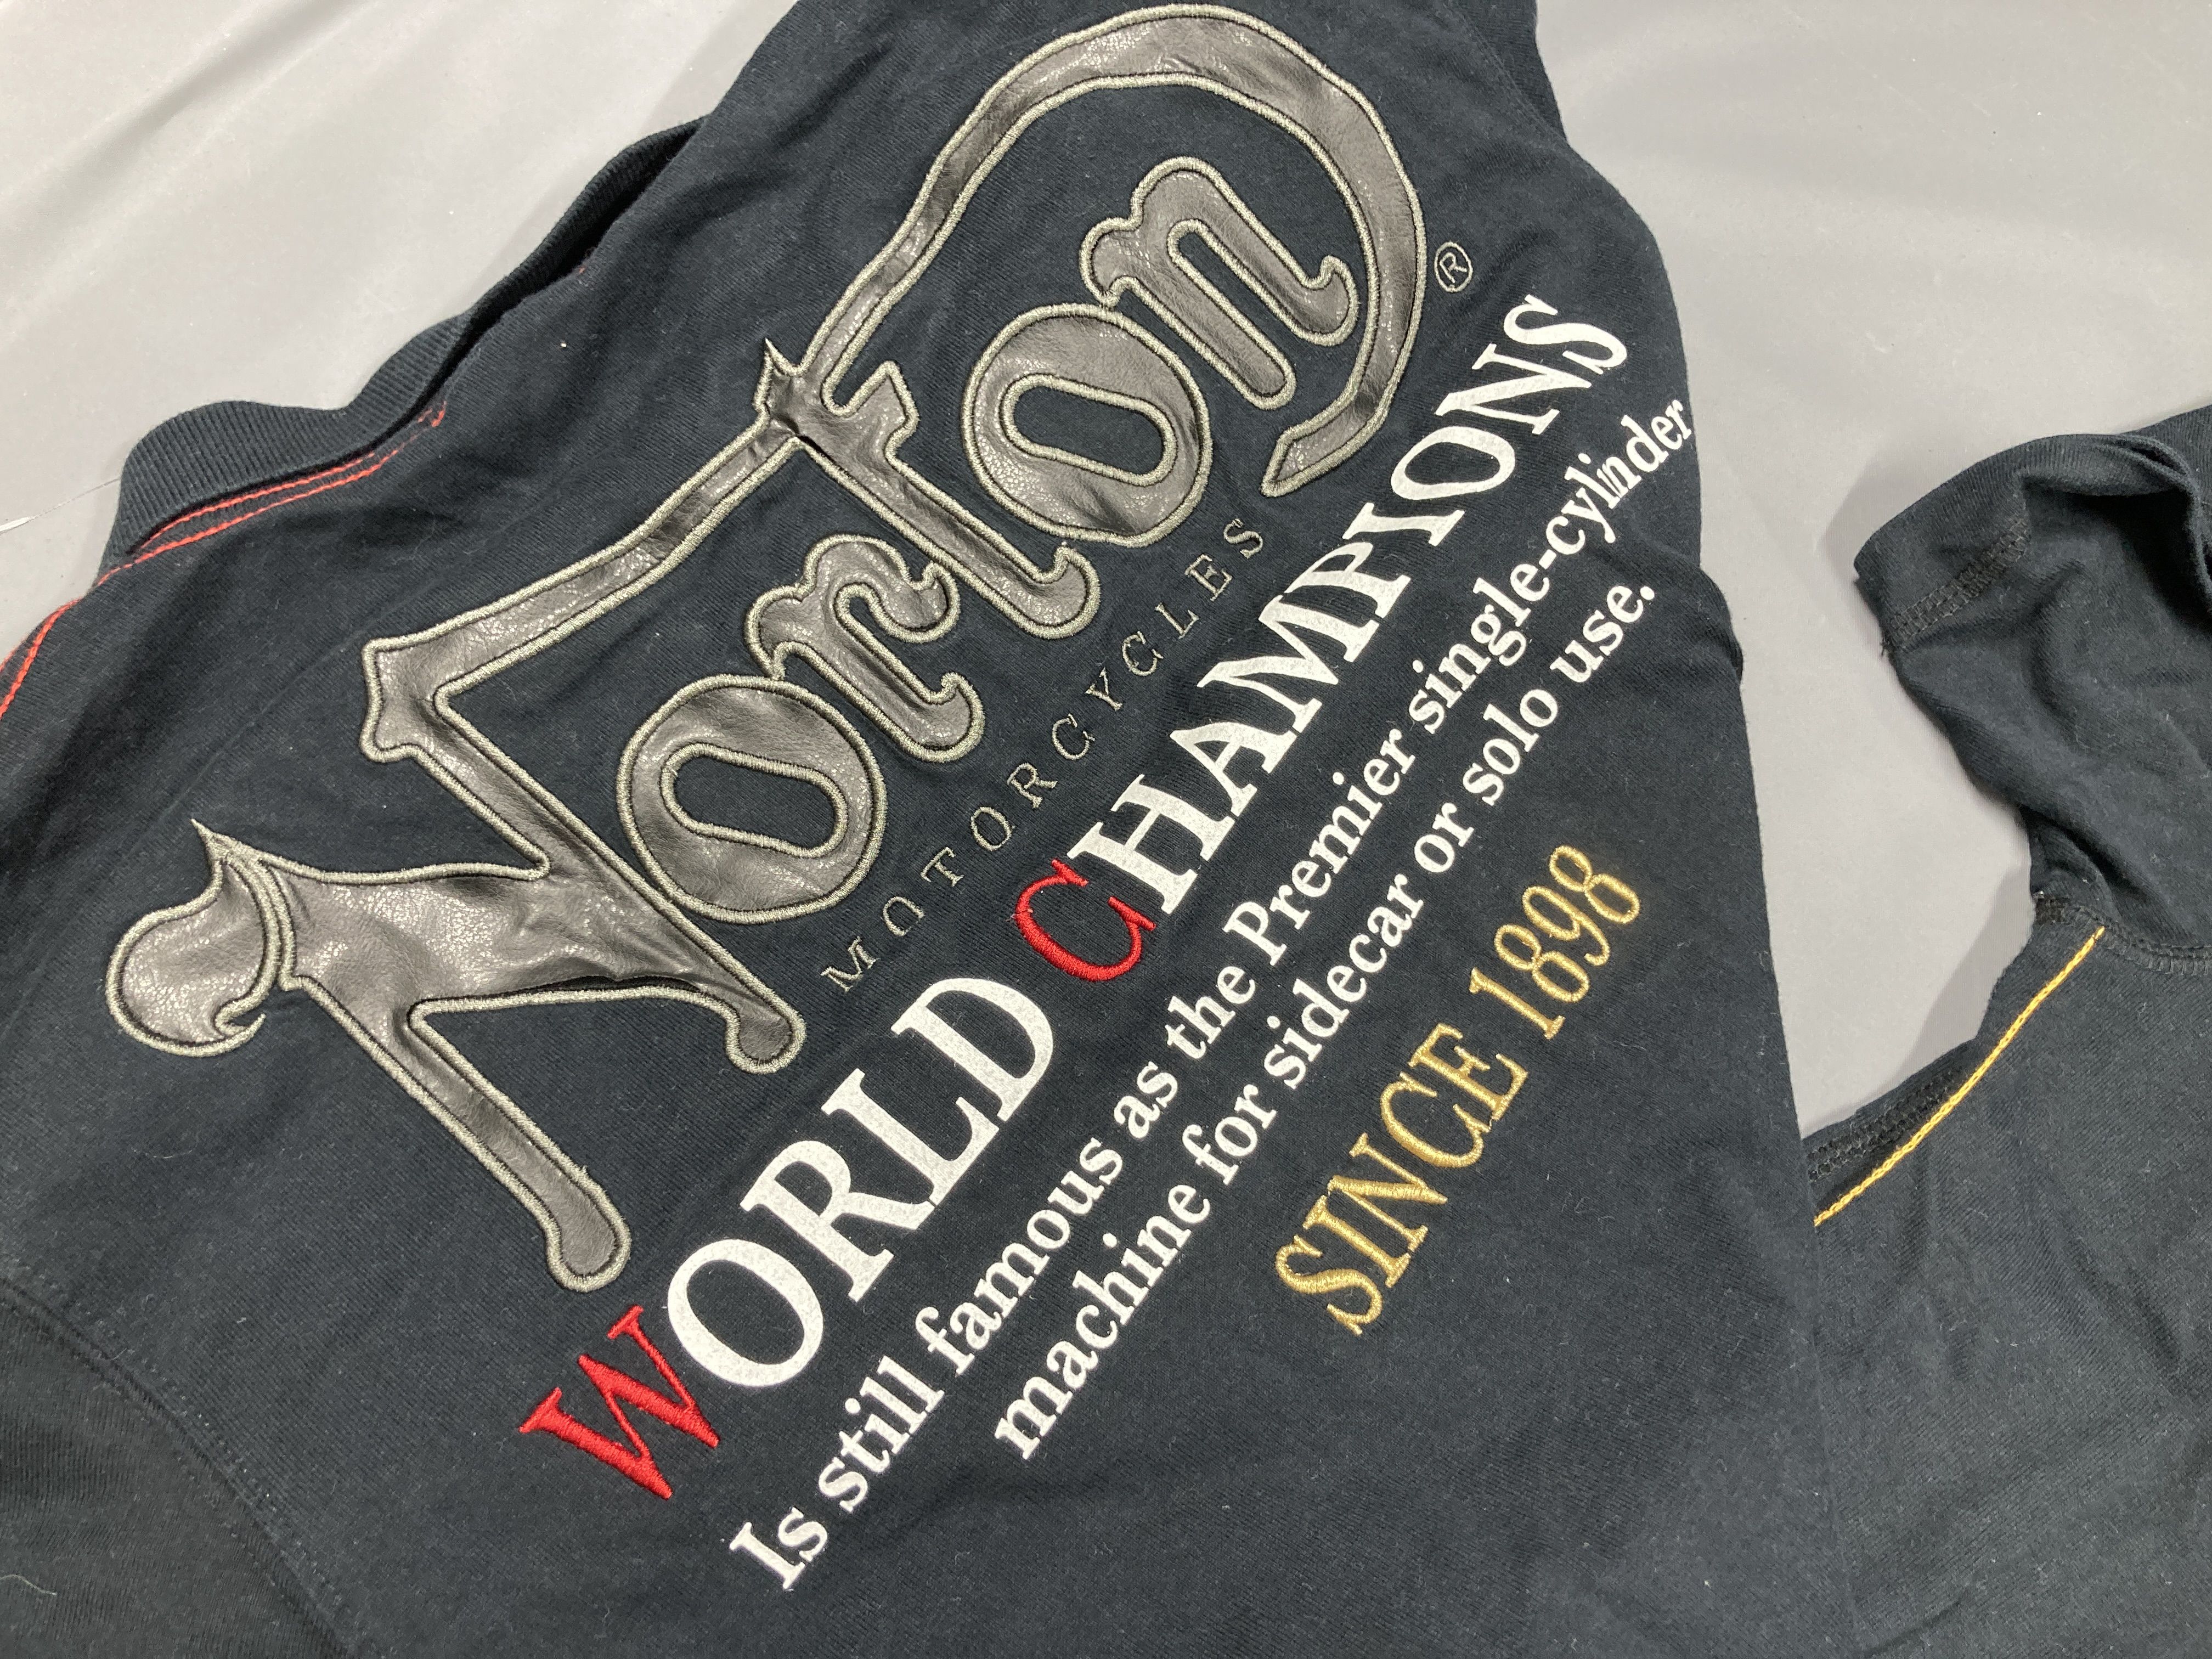 Norton®
MOTORCYCLES
WORLD CHAMPIONS
Is still famous as the Premier single-cylinder
machine for sidecar or solo use.
SINCE 1898